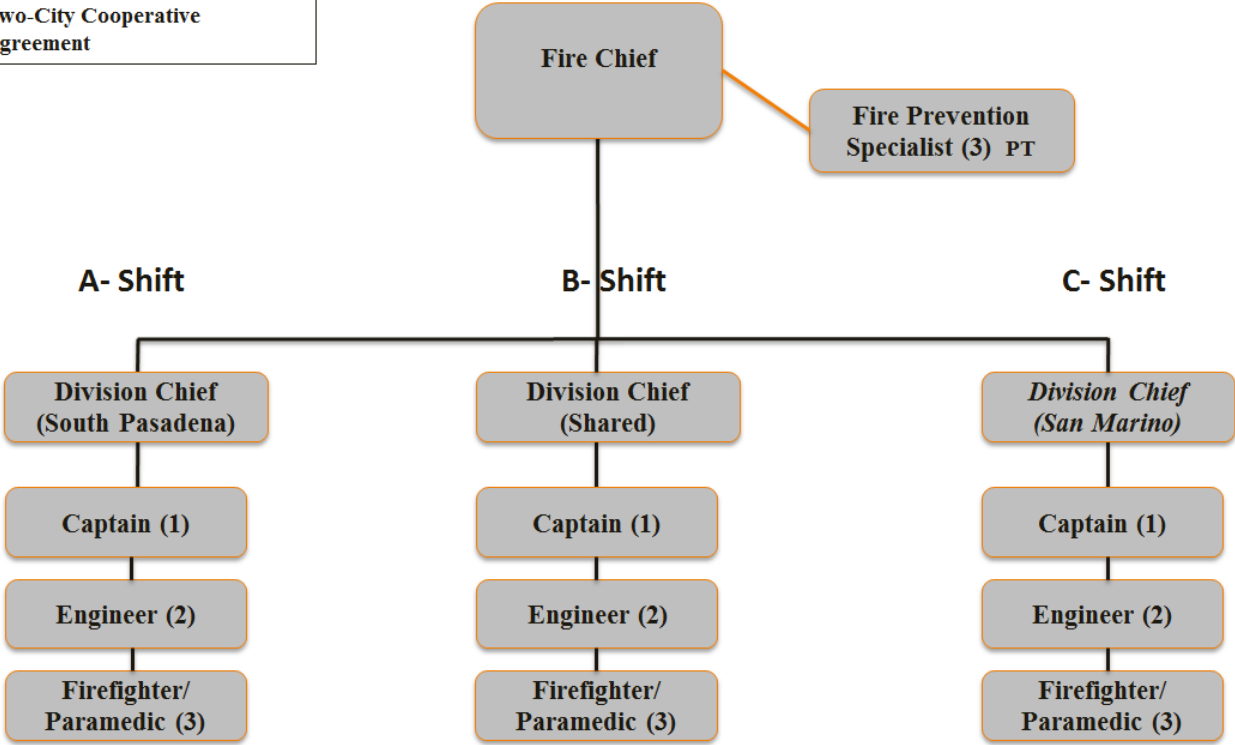 wo-City Cooperative
greement
Fire Chief
Fire Prevention
Specialist (3) PT
A- Shift
B- Shift
C- Shift
Division Chief
(South Pasadena)
Division Chief
(Shared)
Division Chief
(San Marino)
Captain (1)
Captain (1)
Captain (1)
Engineer (2)
Engineer (2)
Engineer (2)
Firefighter/
Paramedic (3)
Firefighter/
Paramedic (3)
Firefighter/
Paramedic (3)